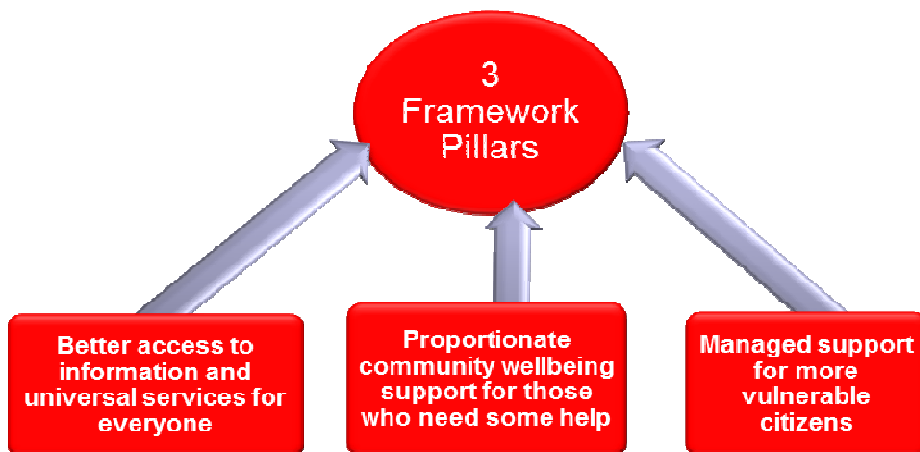 3
Framework
Pillars
Better access to
information and
universal services for
everyone
Proportionate
community wellbeing
support for those
who need some help
Managed support
for more
vulnerable
citizens